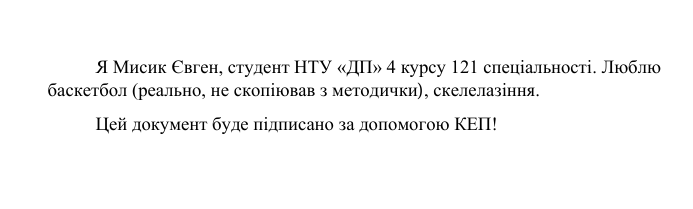 Я Мисик Євген, студент НТУ «ДП» 4 курсу 121 спеціальності. Люблю
баскетбол (реально, не скопіював з методички), скелелазіння.
Цей документ буде підписано за допомогою КЕП!